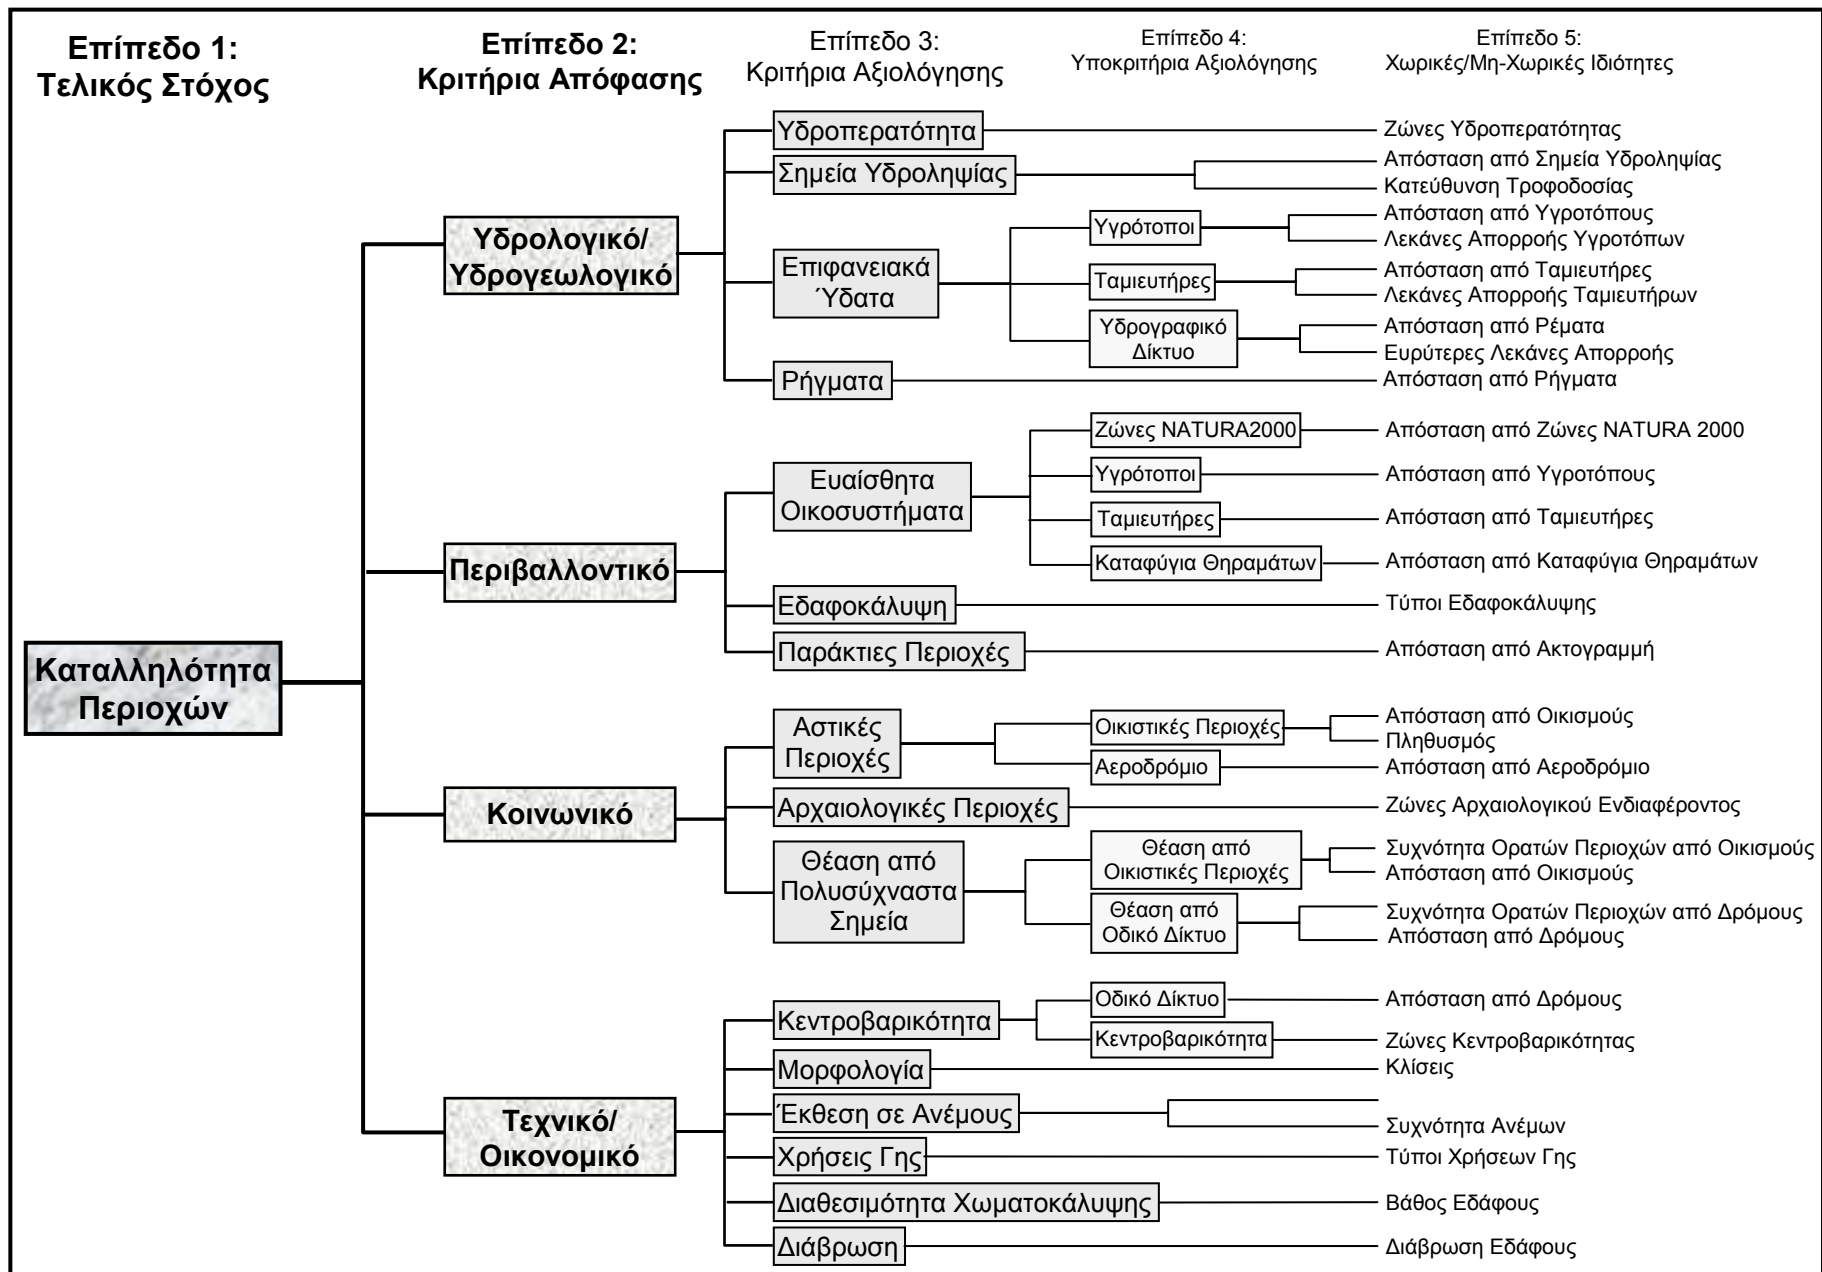 Επίπεδο 1:
Τελικός Στόχος
Επίπεδο 2:
Κριτήρια Απόφασης
Επίπεδο 3:
Κριτήρια Αξιολόγησης
Επίπεδο 4:
Υποκριτήρια Αξιολόγησης
Επίπεδο 5:
Χωρικές/Μη-Χωρικές Ιδιότητες
Καταλληλότητα
Περιοχών
Υδρολογικό/
Υδρογεωλογικό
Υδροπερατότητα
Ζώνες Υδροπερατότητας
Σημεία Υδροληψίας
Απόσταση από Σημεία Υδροληψίας
Κατεύθυνση Τροφοδοσίας
Επιφανειακά
Ύδατα
Υγρότοποι
Απόσταση από Υγροτόπους
Λεκάνες Απορροής Υγροτόπων
Ταμιευτήρες
Απόσταση από Ταμιευτήρες
Λεκάνες Απορροής Ταμιευτήρων
Υδρογραφικό
Δίκτυο
Απόσταση από Ρέματα
Ευρύτερες Λεκάνες Απορροής
Ρήγματα
Απόσταση από Ρήγματα
Περιβαλλοντικό
Ευαίσθητα
Οικοσυστήματα
Ζώνες NATURA2000
Απόσταση από Ζώνες NATURA 2000
Υγρότοποι
Απόσταση από Υγροτόπους
Ταμιευτήρες
Απόσταση από Ταμιευτήρες
Καταφύγια Θηραμάτων
Απόσταση από Καταφύγια Θηραμάτων
Εδαφοκάλυψη
Τύποι Εδαφοκάλυψης
Παράκτιες Περιοχές
Απόσταση από Ακτογραμμή
Κοινωνικό
Αστικές
Περιοχές
Οικιστικές Περιοχές
Απόσταση από Οικισμούς
Πληθυσμός
Αεροδρόμιο
Απόσταση από Αεροδρόμιο
Αρχαιολογικές Περιοχές
Ζώνες Αρχαιολογικού Ενδιαφέροντος
Θέαση από
Πολυσύχναστα
Σημεία
Θέαση από
Οικιστικές Περιοχές
Συχνότητα Ορατών Περιοχών από Οικισμούς
Απόσταση από Οικισμούς
Θέαση από
Οδικό Δίκτυο
Συχνότητα Ορατών Περιοχών από Δρόμους
Απόσταση από Δρόμους
Τεχνικό/
Οικονομικό
Κεντροβαρικότητα
Οδικό Δίκτυο
Απόσταση από Δρόμους
Κεντροβαρικότητα
Ζώνες Κεντροβαρικότητας
Μορφολογία
Κλίσεις
Έκθεση σε Ανέμους
Συχνότητα Ανέμων
Χρήσεις Γης
Τύποι Χρήσεων Γης
Διαθεσιμότητα Χωματοκάλυψης
Βάθος Εδάφους
Διάβρωση
Διάβρωση Εδάφους